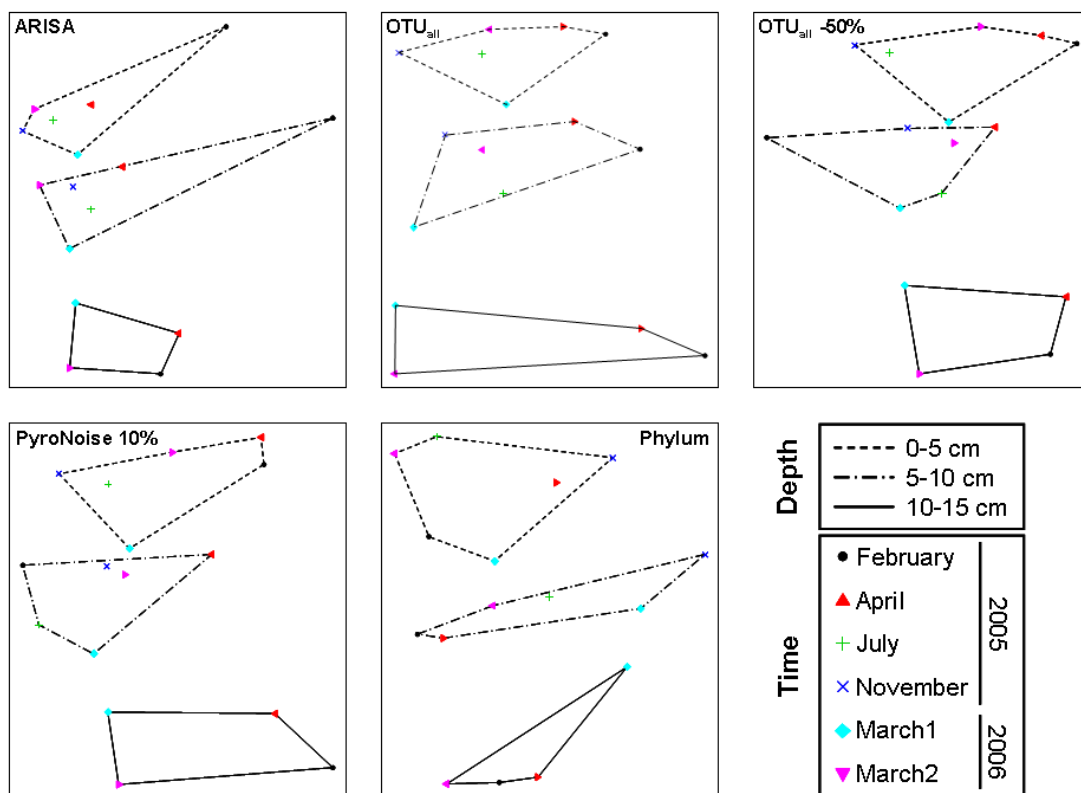 ARISA
OTUall
OTUall -50%
PyroNoise 10%
Phylum
Depth
0-5 cm
5-10 cm
10-15 cm
Time
February
April
July
November
March1
March2
2005
2006